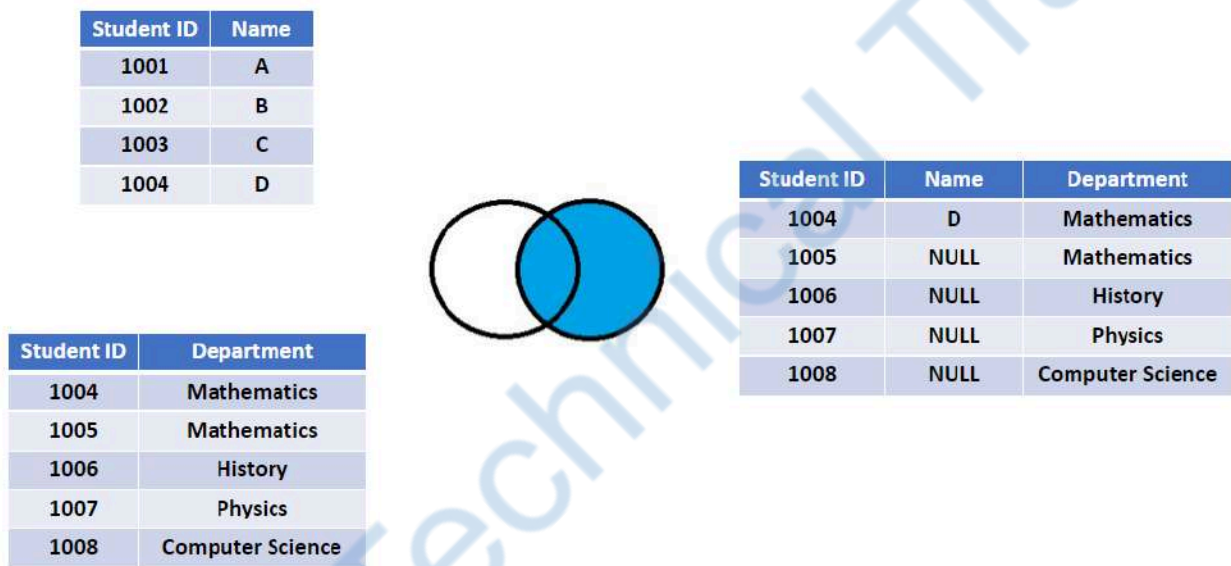 Student ID Name
1001 A
1002 B
1003 C
1004 D
Student ID Department
1004 Mathematics
1005 Mathematics
1006 History
1007 Physics
1008 Computer Science
Student ID Name Department
1004 D Mathematics
1005 NULL Mathematics
1006 NULL History
1007 NULL Physics
1008 NULL Computer Science
Technical